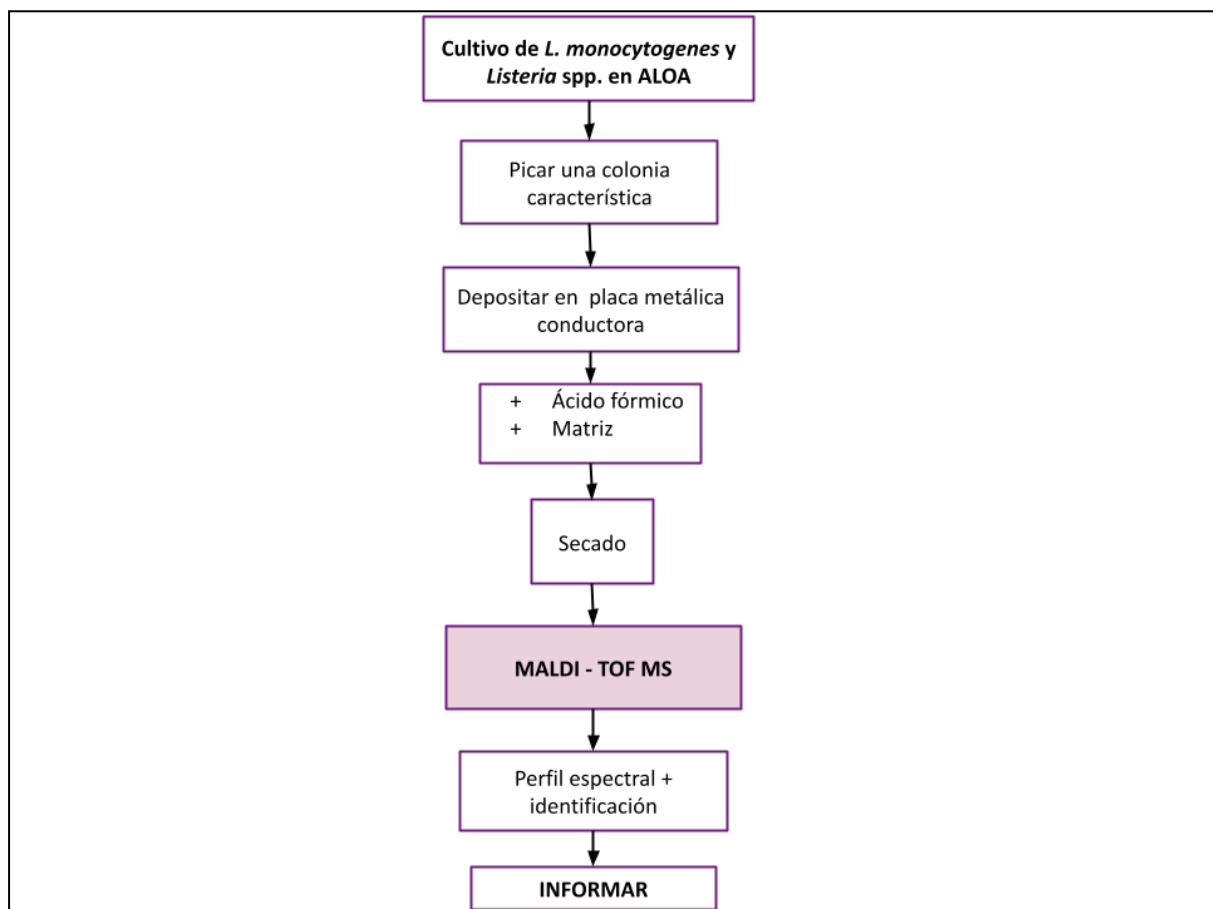 Cultivo de L. monocytogenes y
Listeria spp. en ALOA
Picar una colonia
característica
Depositar en placa metálica
conductora
+ Ácido fórmico
+ Matriz
Secado
MALDI - TOF MS
Perfil espectral +
identificación
INFORMAR